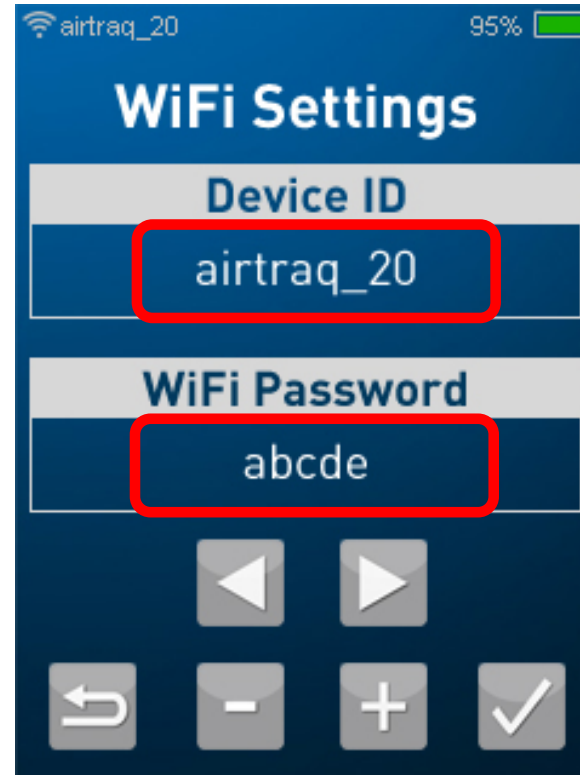 airtraq_20 95%
WiFi Settings
Device ID
airtraq_20
WiFi Password
abcde
- +